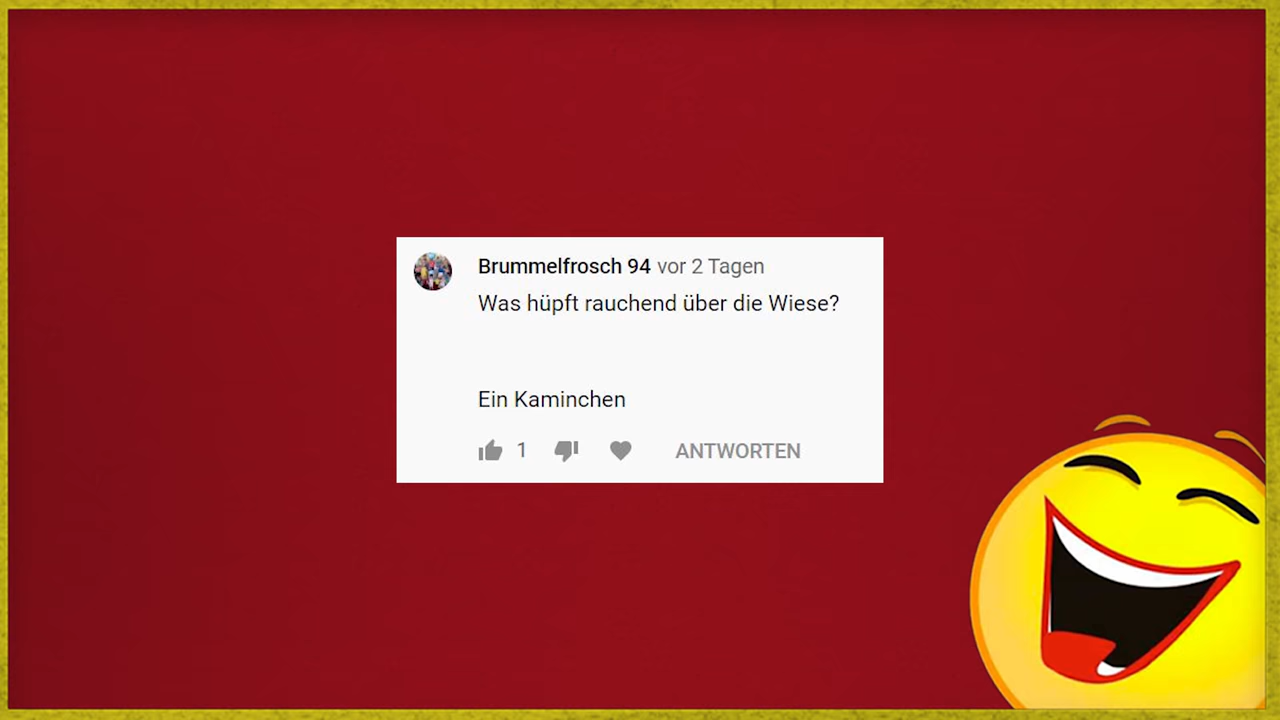 Brummelfrosch 94 vor 2 Tagen
Was hüpft rauchend über die Wiese?
Ein Kaminchen
1 ANTWORTEN